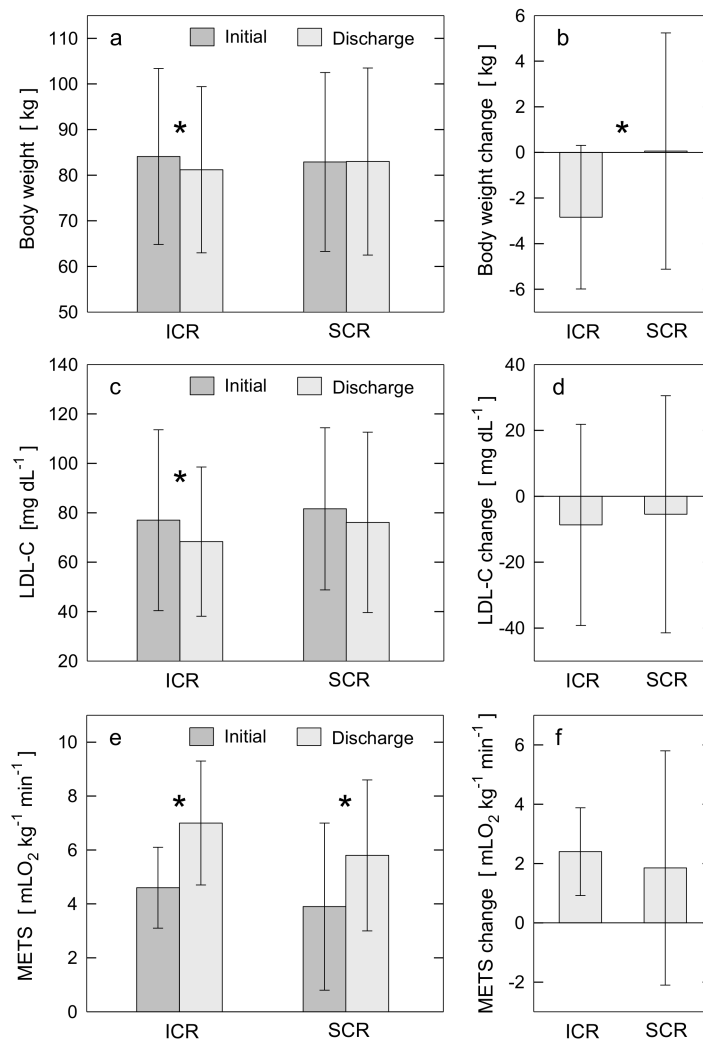 a
Initial
Discharge
Body weight [ kg]
110
100
90
80
70
60
50
*
ICR
SCR
b
Body weight change [ kg]
6
4
2
0
-2
-4
-6
*
ICR
SCR
c
Initial
Discharge
LDL-C [mg dL⁻¹]
140
120
100
80
60
40
20
*
ICR
SCR
d
LDL-C change [ mg dL⁻¹]
40
20
0
-20
-40
ICR
SCR
e
Initial
Discharge
METS [ mLO₂ kg⁻¹ min⁻¹]
10
8
6
4
2
0
*
*
ICR
SCR
f
METS change [ mLO₂ kg⁻¹ min⁻¹]
6
4
2
0
-2
ICR
SCR